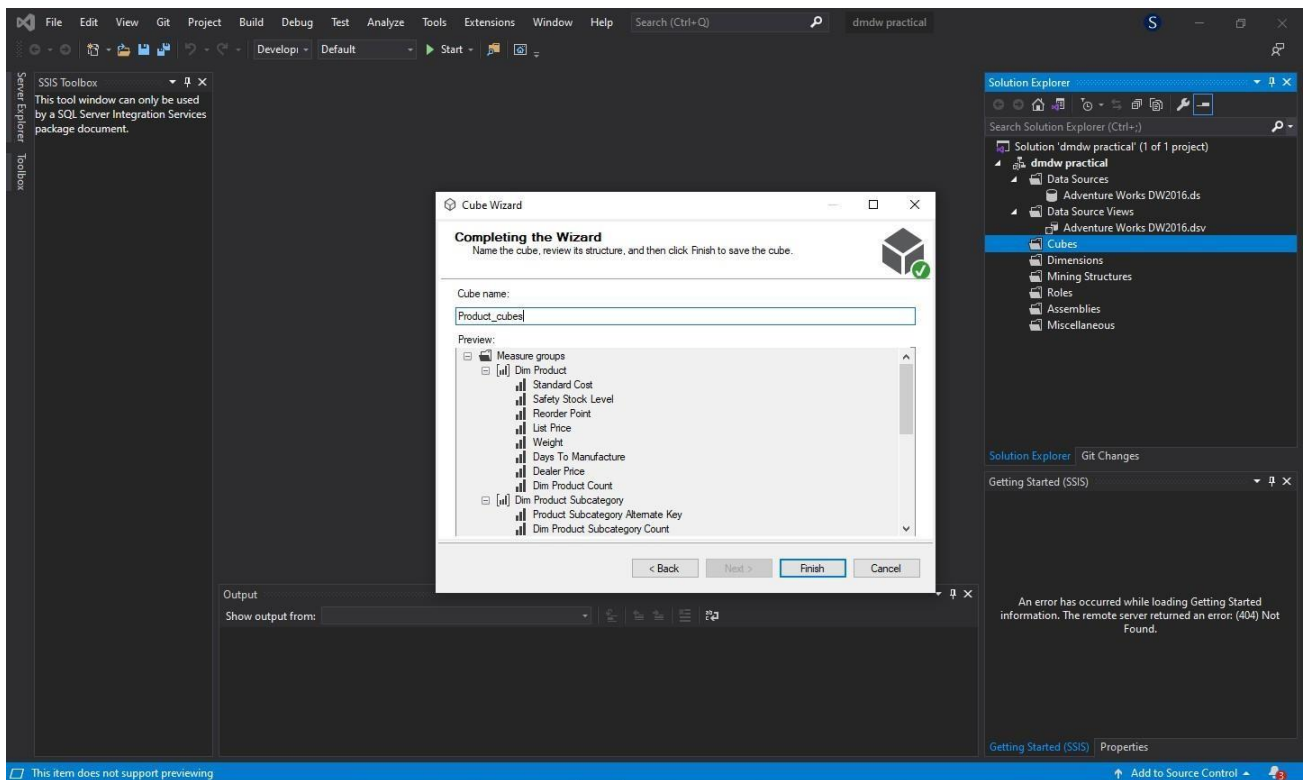 File Edit View Git Project Build Debug Test Analyze Tools Extensions Window Help Search (Ctrl+Q) dmdw practical S
Developı Default Start
Server Explorer
Toolbox
SSIS Toolbox
This tool window can only be used
by a SQL Server Integration Services
package document.
Cube Wizard
Completing the Wizard
Name the cube, review its structure, and then click Finish to save the cube.
Cube name:
Product_cubes
Preview:
Measure groups
Dim Product
Standard Cost
Safety Stock Level
Reorder Point
List Price
Weight
Days To Manufacture
Dealer Price
Dim Product Count
Dim Product Subcategory
Product Subcategory Alternate Key
Dim Product Subcategory Count
< Back Next > Finish Cancel
Output
Show output from:
Solution Explorer
Search Solution Explorer (Ctrl+;)
Solution 'dmdw practical' (1 of 1 project)
dmdw practical
Data Sources
Adventure Works DW2016.ds
Data Source Views
Adventure Works DW2016.dsv
Cubes
Dimensions
Mining Structures
Roles
Assemblies
Miscellaneous
Solution Explorer Git Changes
Getting Started (SSIS)
An error has occurred while loading Getting Started
information. The remote server returned an error: (404) Not
Found.
Getting Started (SSIS) Properties
This item does not support previewing
Add to Source Control
3